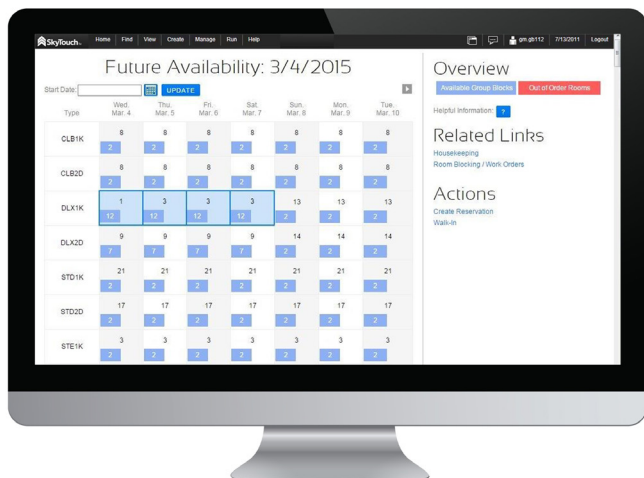 SkyTouch Home Find View Create Manage Run Help gm.gb112 7/13/2011 Logout
Future Availability: 3/4/2015
Start Date: UPDATE
Type Wed. Mar. 4 Thu. Mar. 5 Fri. Mar. 6 Sat. Mar. 7 Sun. Mar. 8 Mon. Mar. 9 Tue. Mar. 10
CLB1K 8 8 8 8 8 8 8
2 2 2 2 2 2 2
CLB2D 8 8 8 8 8 8 8
2 2 2 2 2 2 2
DLX1K 1 3 3 3 13 13 13
12 12 12 12 2 2 2
DLX2D 9 9 9 9 14 14 14
7 7 7 7 2 2 2
STD1K 21 21 21 21 21 21 21
2 2 2 2 2 2 2
STD2D 17 17 17 17 17 17 17
2 2 2 2 2 2 2
STE1K 3 3 3 3 3 3 3
2 2 2 2 2 2 2
Overview
Available Group Blocks Out of Order Rooms
Helpful Information: ?
Related Links
Housekeeping
Room Blocking / Work Orders
Actions
Create Reservation
Walk-In